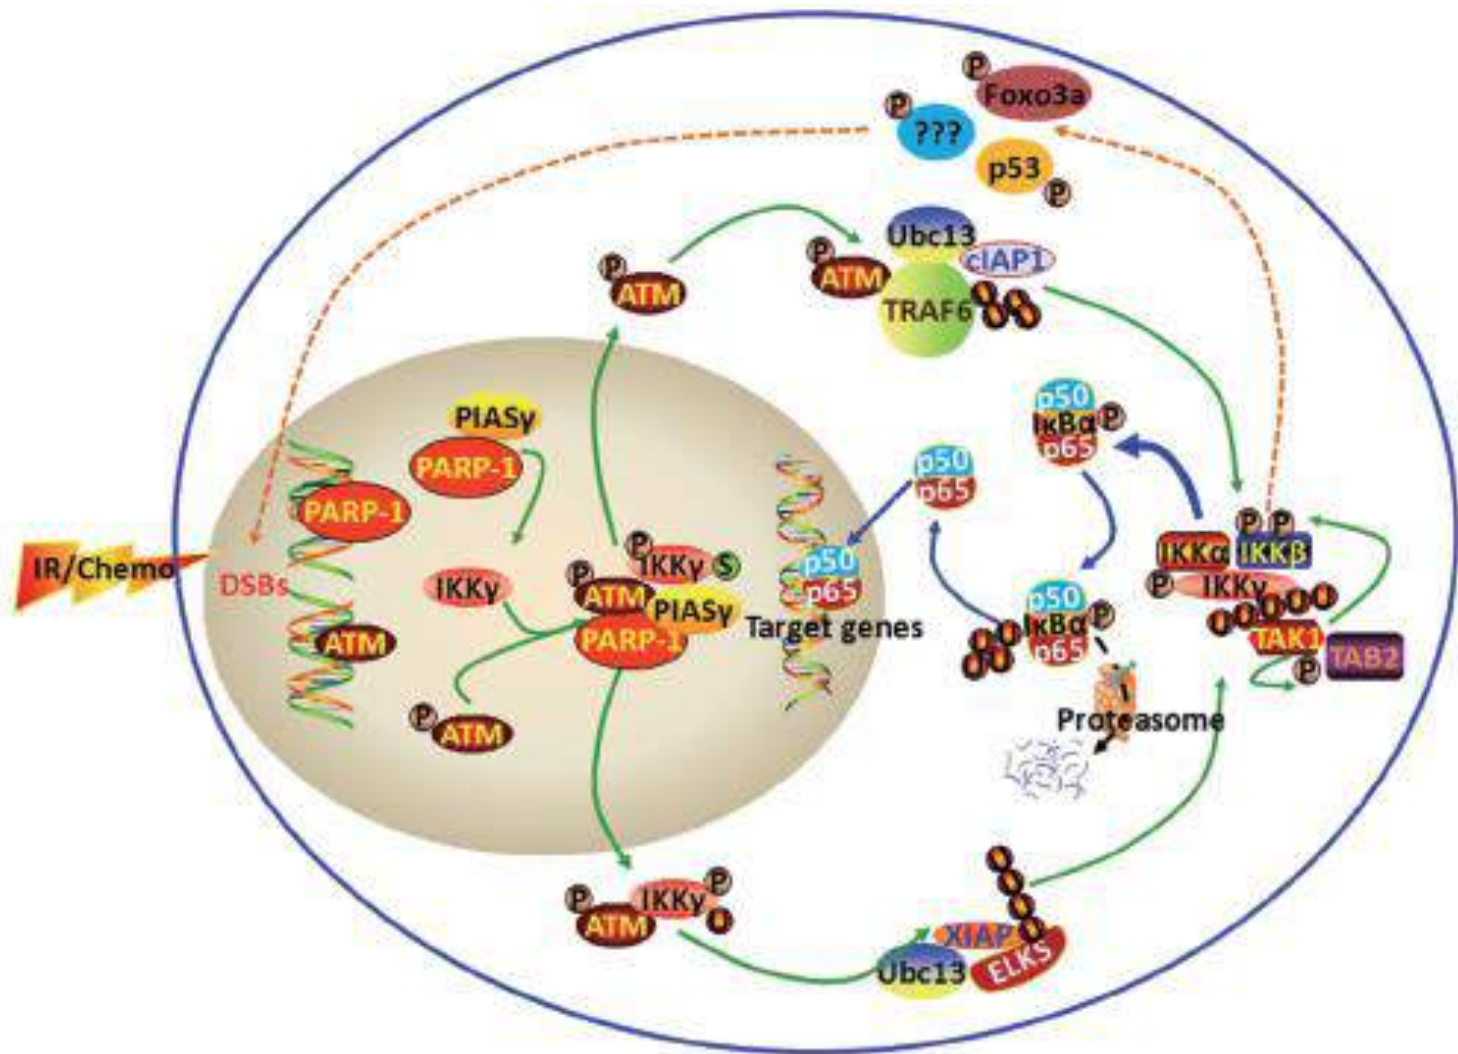 P
Foxo3a
P
???
p53
P
Ubc13
cIAP1
P
ATM
P
ATM
TRAF6
U U U U
PIASγ
PARP-1
PARP-1
p50
IκBα
P
p65
p50
p65
P P
IKKα
IKKβ
P
IKKγ
U U U U U
TAK1
TAB2
P
IR/Chemo
DSBs
IKKγ
P
IKKγ
S
P
ATM
PIASγ
PARP-1
p50
p65
Target genes
p50
IκBα
P
p65
U U U U
ATM
P
ATM
Proteasome
P
ATM
IKKγ
P
U
U
U
U
U
XIAP
Ubc13
ELKS